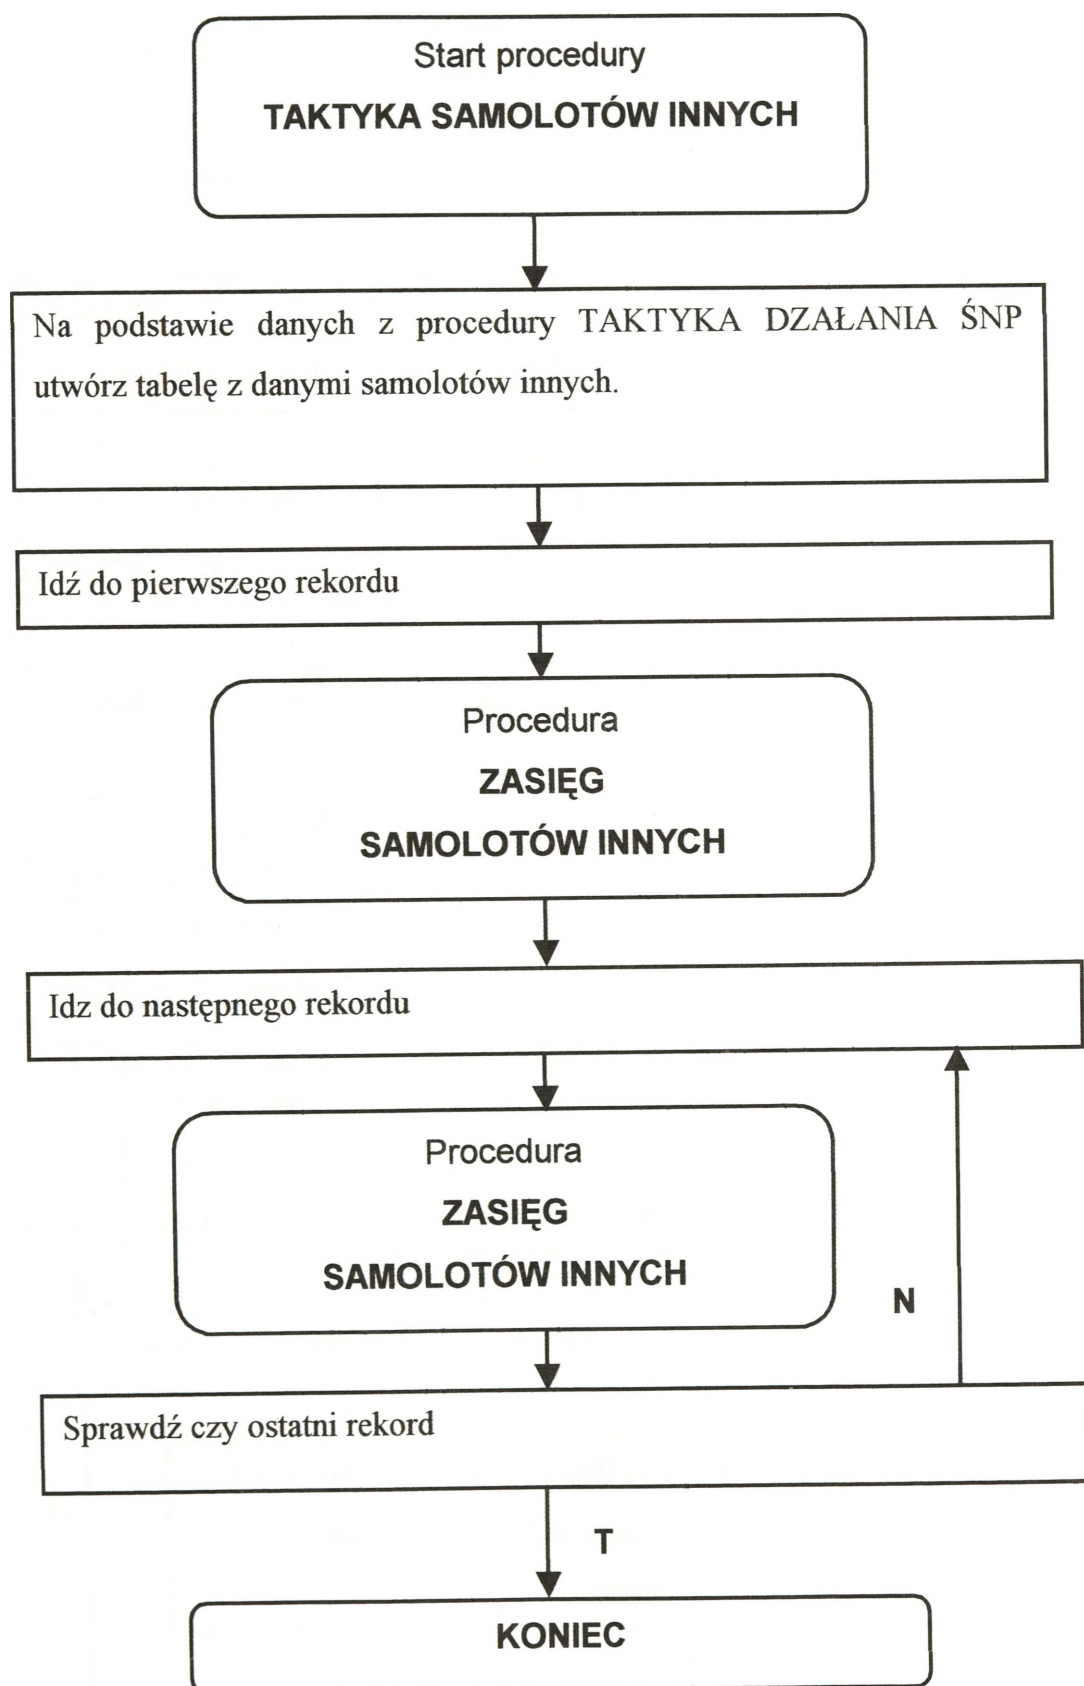 Start procedury
TAKTYKA SAMOLOTÓW INNYCH
Na podstawie danych z procedury TAKTYKA DZAŁANIA ŚNP
utwórz tabelę z danymi samolotów innych.
Idź do pierwszego rekordu
Procedura
ZASIĘG
SAMOLOTÓW INNYCH
Idz do następnego rekordu
Procedura
ZASIĘG
SAMOLOTÓW INNYCH
N
Sprawdź czy ostatni rekord
T
KONIEC